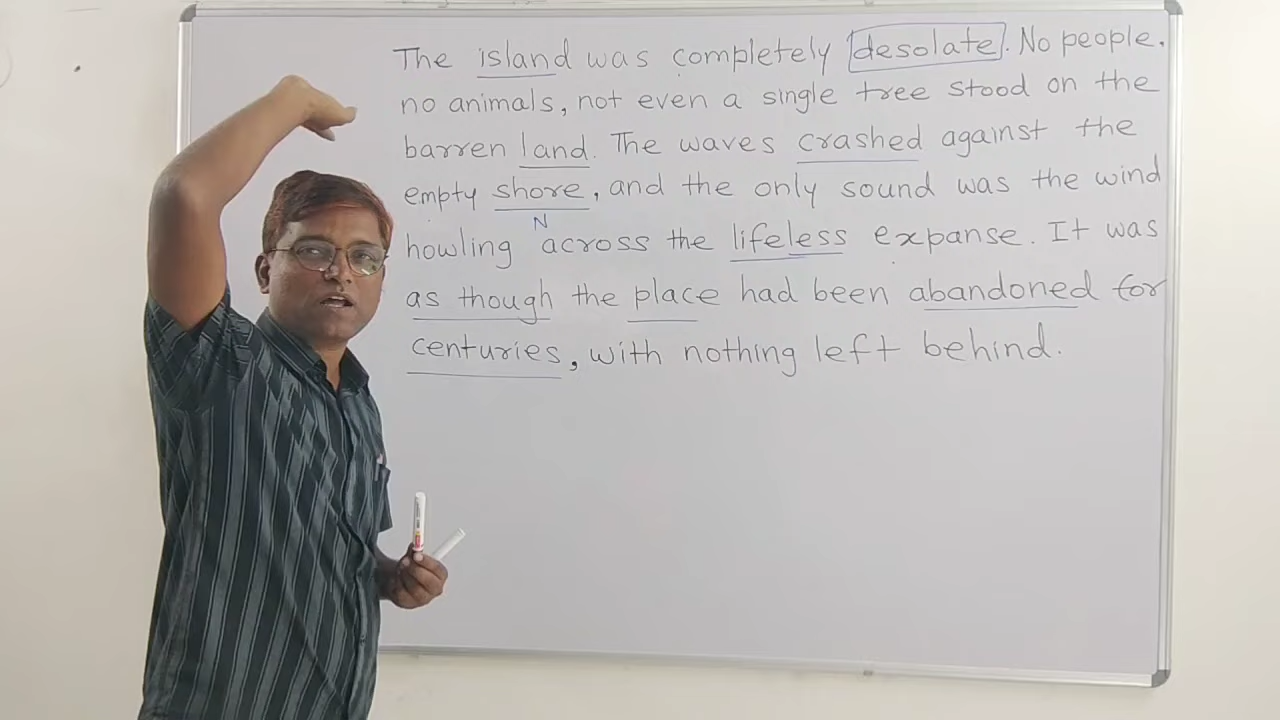 The island was completely desolate. No people,
no animals, not even a single tree stood on the
barren land. The waves crashed against the
empty shore, and the only sound was the wind
N
howling across the lifeless expanse. It was
as though the place had been abandoned for
centuries, with nothing left behind.